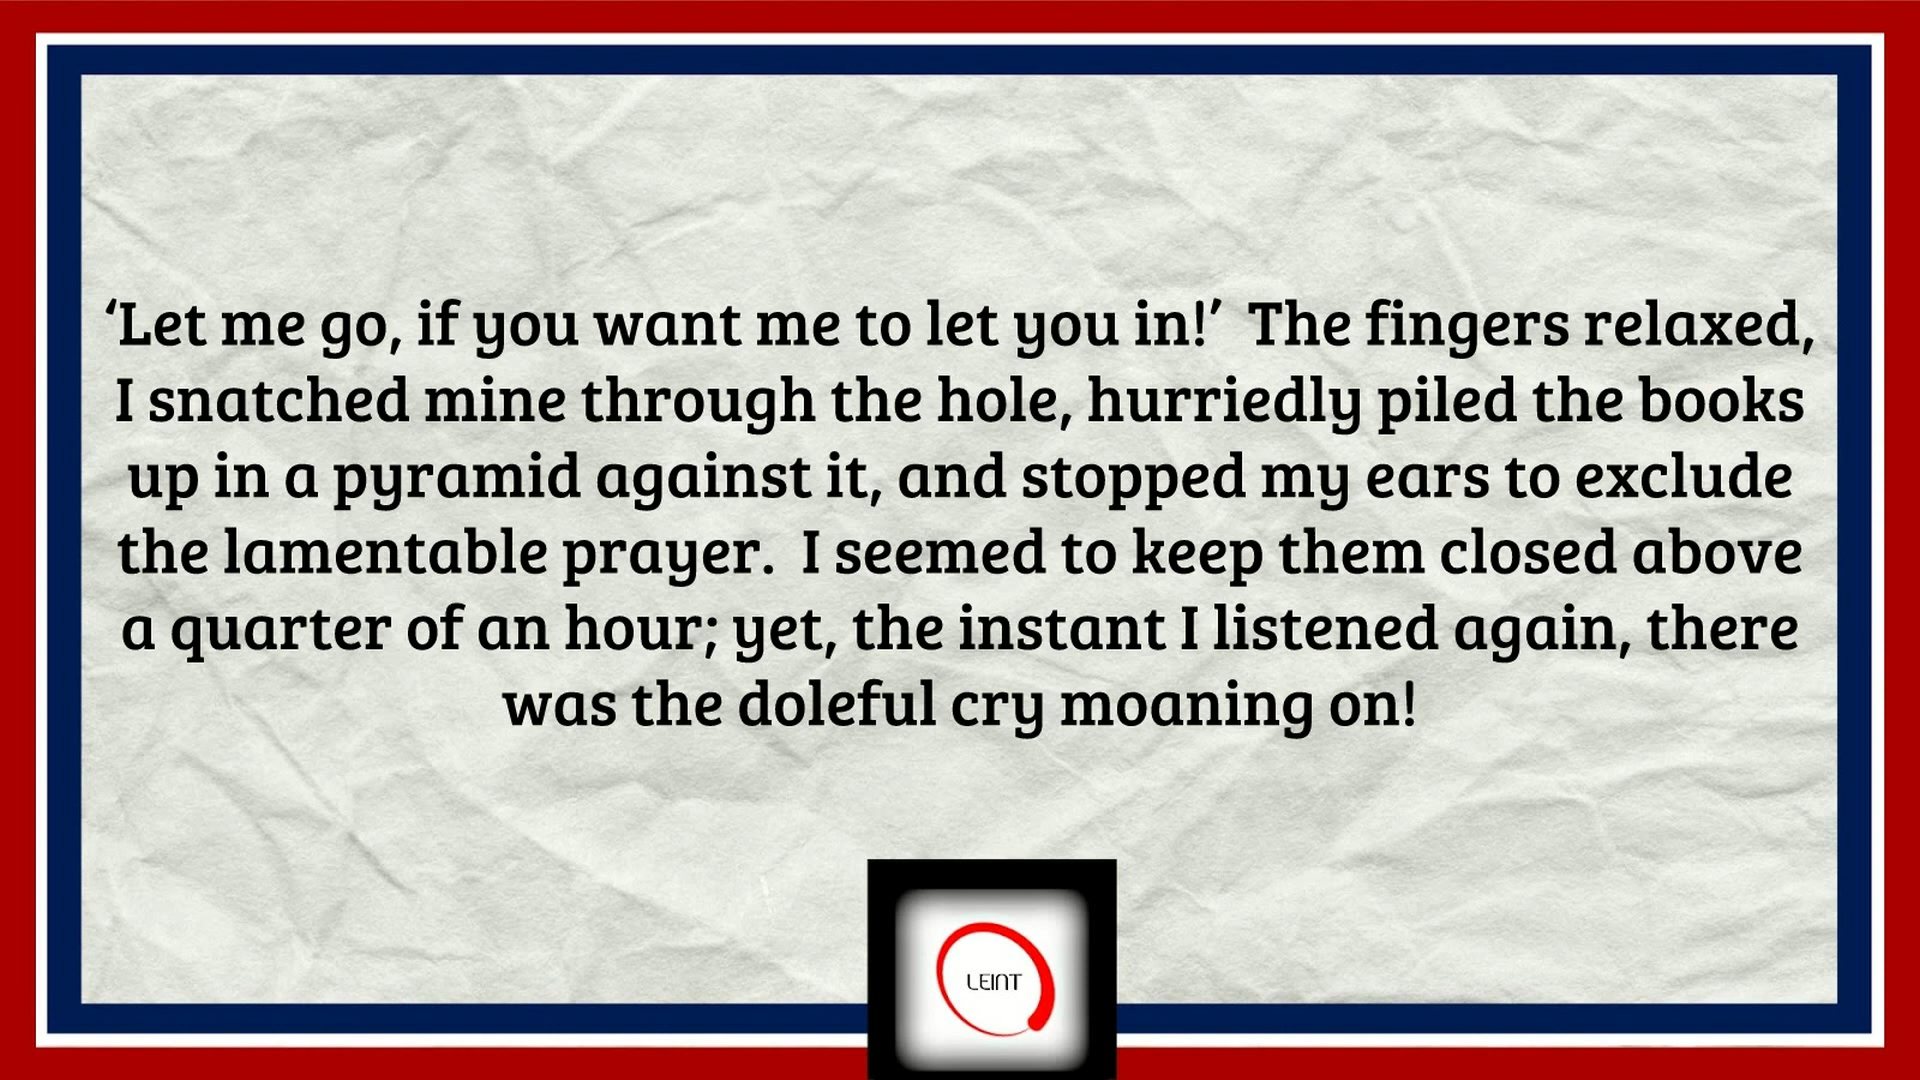 ‘Let me go, if you want me to let you in!’  The fingers relaxed,
I snatched mine through the hole, hurriedly piled the books
up in a pyramid against it, and stopped my ears to exclude
the lamentable prayer.  I seemed to keep them closed above
a quarter of an hour; yet, the instant I listened again, there
was the doleful cry moaning on!
LEINT